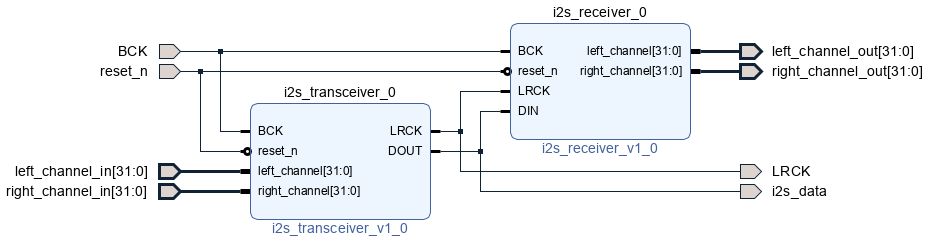 i2s_receiver_0
BCK
reset_n
BCK
reset_n
LRCK
DIN
left_channel[31:0]
right_channel[31:0]
left_channel_out[31:0]
right_channel_out[31:0]
i2s_receiver_v1_0
i2s_transceiver_0
BCK
reset_n
left_channel[31:0]
right_channel[31:0]
LRCK
DOUT
left_channel_in[31:0]
right_channel_in[31:0]
LRCK
i2s_data
i2s_transceiver_v1_0